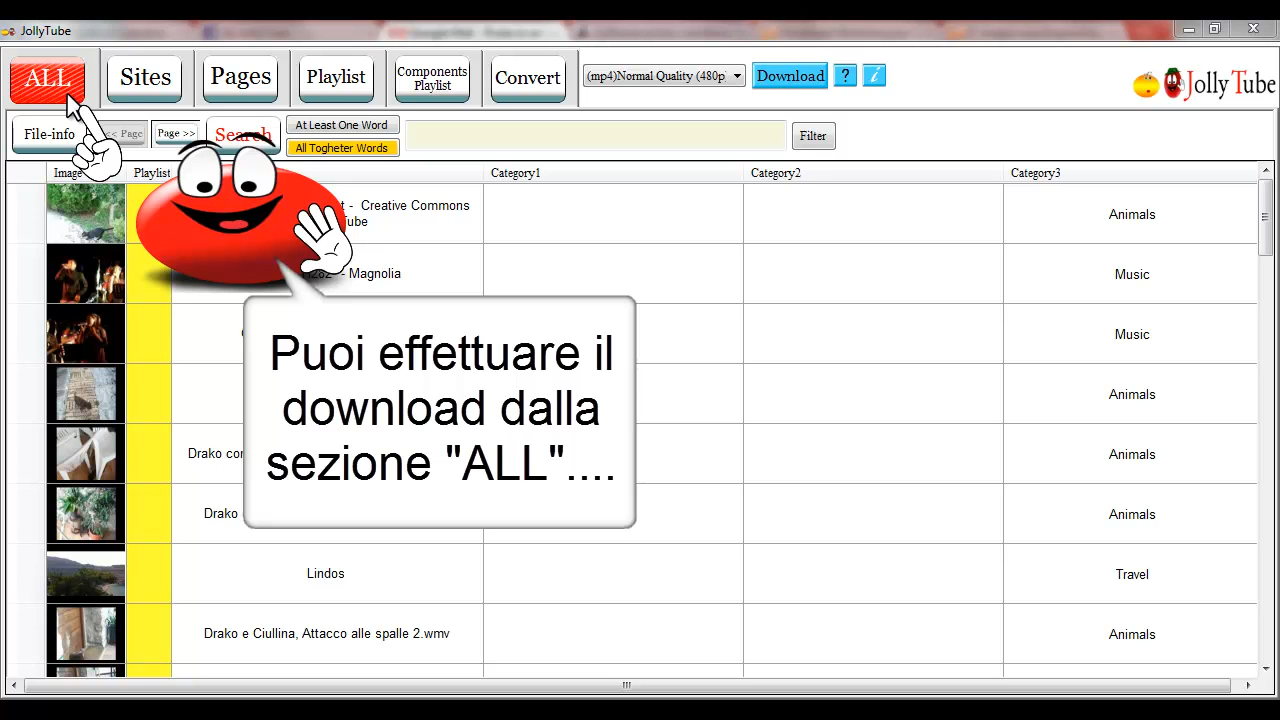 JollyTube
ALL
Sites
Pages
Playlist
Components
Playlist
Convert
(mp4)Normal Quality (480p)
Download
?
i
Jolly Tube
File-info
<< Page
Page >>
Search
At Least One Word
All Togheter Words
Filter
Image
Playlist
Category1
Category2
Category3
- Creative Commons
Animals
- Magnolia
Music
Music
Puoi effettuare il
download dalla
sezione "ALL"....
Animals
Drako
Animals
Drako
Animals
Lindos
Travel
Drako e Ciullina, Attacco alle spalle 2.wmv
Animals